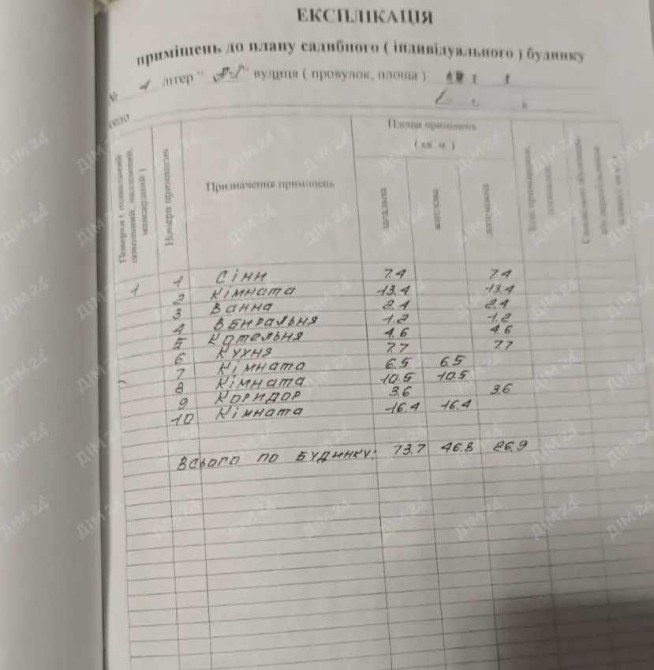 ЕКСПЛІКАЦІЯ
приміщень до плану садибного ( індивідуального ) будинку
№ 1 літер " " вулиця ( провулок, площа )
село
Площа приміщень
( кв. м )
Номери приміщень
Призначення приміщень
загальна
житлова
допоміжна
1 1 Сіни 7.4 7.4
2 Кімната 13.4 13.4
3 Ванна 2.4 2.4
4 Вбиральня 1.2 1.2
5 Котельня 4.6 4.6
6 Кухня 7.7 7.7
7 Кімната 6.5 6.5
8 Кімната 10.5 10.5
9 Коридор 3.6 3.6
10 Кімната 16.4 16.4
Всього по будинку: 73.7 46.8 26.9
ДІМ 24